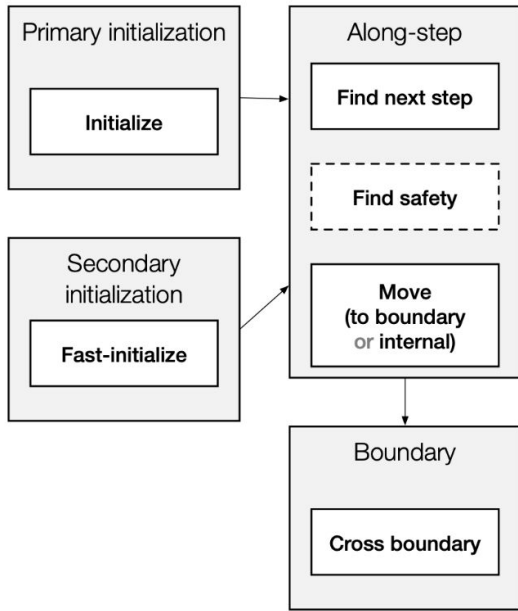 Primary initialization
Initialize
Secondary
initialization
Fast-initialize
Along-step
Find next step
Find safety
Move
(to boundary
or internal)
Boundary
Cross boundary